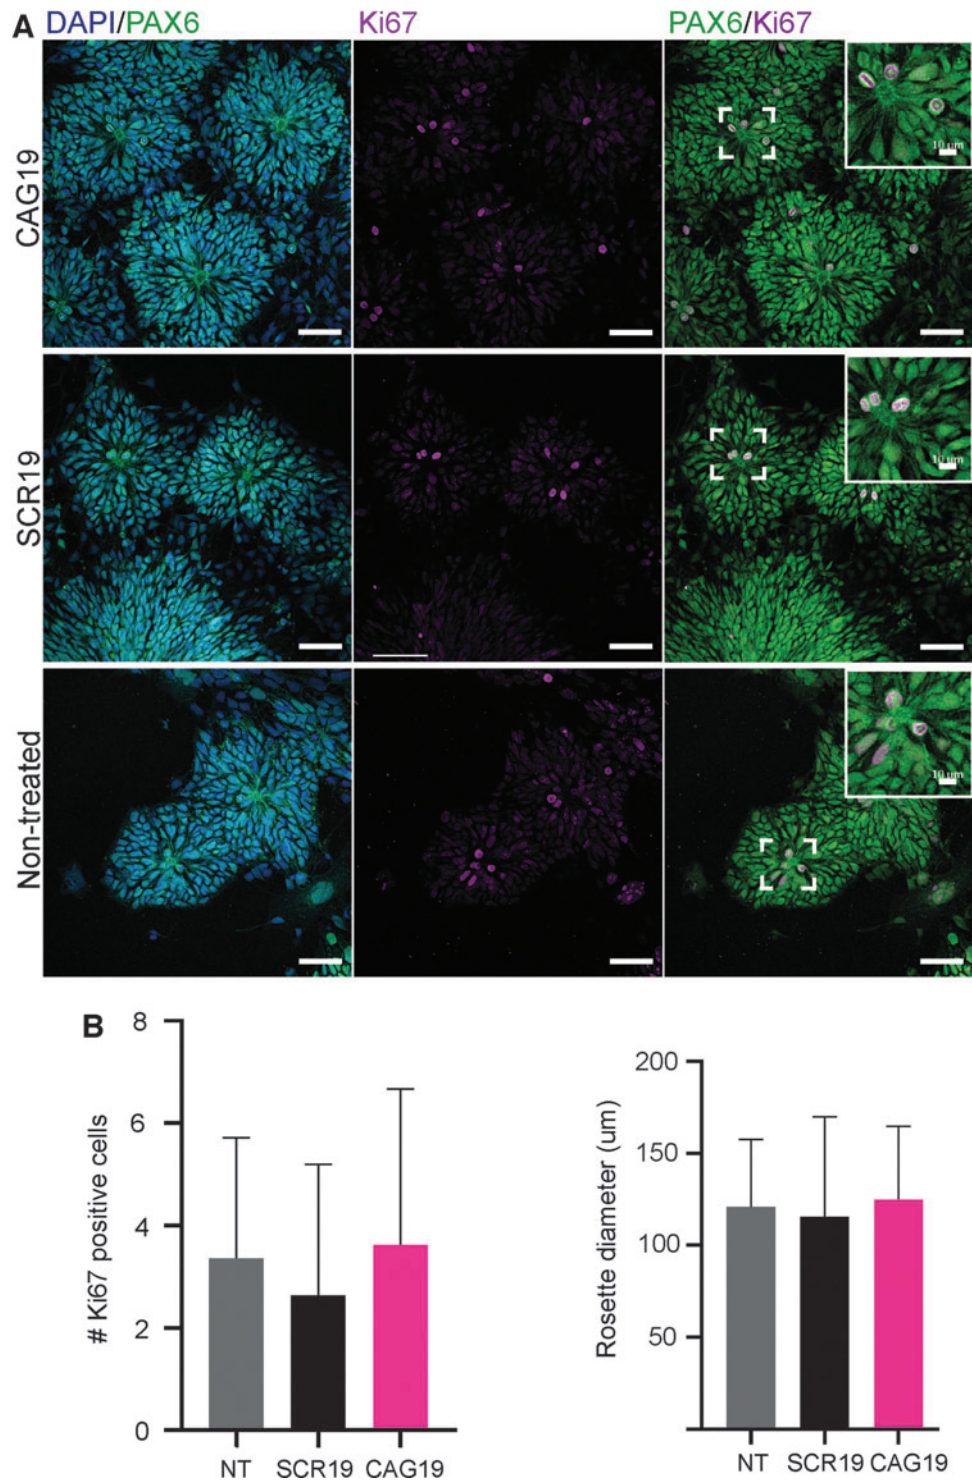 A
DAPI/PAX6
Ki67
PAX6/Ki67
CAG19
10 um
SCR19
10 um
Non-treated
10 um
B
# Ki67 positive cells
8
6
4
2
0
NT SCR19 CAG19
Rosette diameter (um)
200
150
100
50
NT SCR19 CAG19